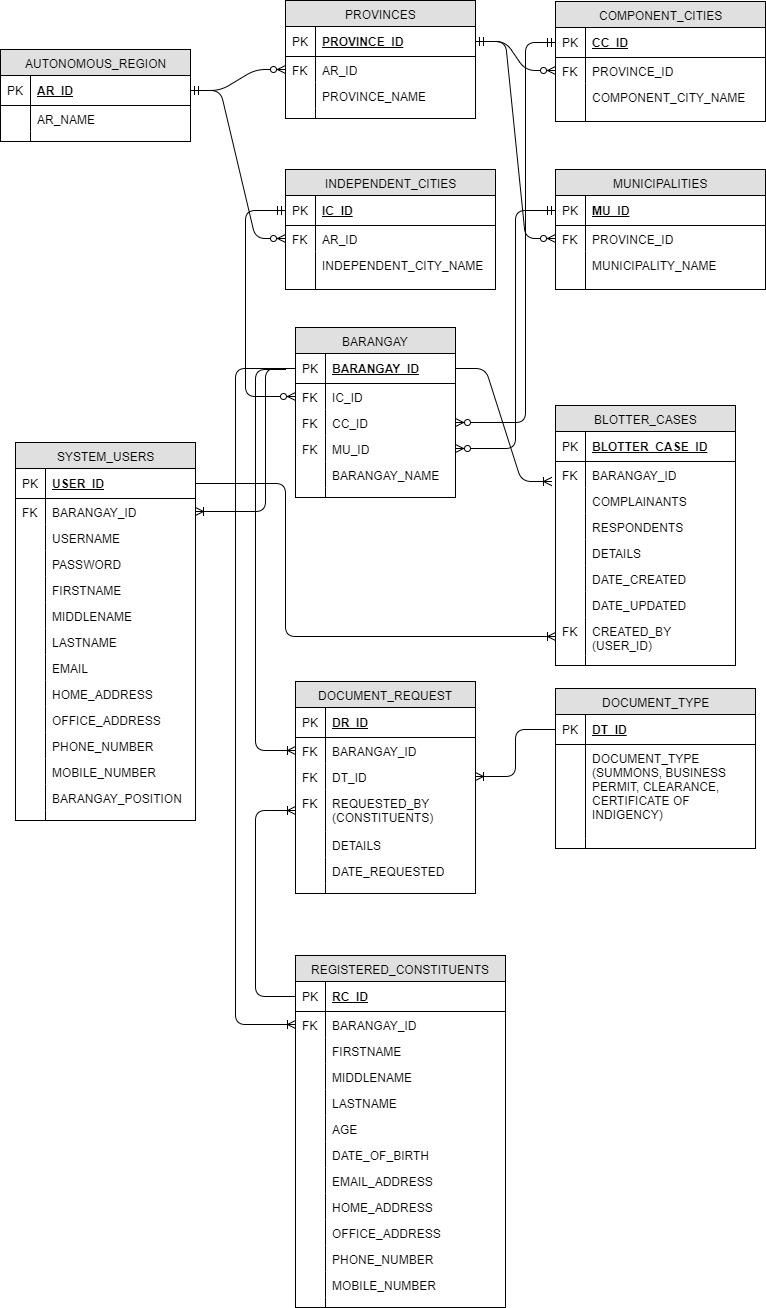 PROVINCES
PK PROVINCE_ID
FK AR_ID
PROVINCE_NAME
COMPONENT_CITIES
PK CC_ID
FK PROVINCE_ID
COMPONENT_CITY_NAME
AUTONOMOUS_REGION
PK AR_ID
AR_NAME
INDEPENDENT_CITIES
PK IC_ID
FK AR_ID
INDEPENDENT_CITY_NAME
MUNICIPALITIES
PK MU_ID
FK PROVINCE_ID
MUNICIPALITY_NAME
BARANGAY
PK BARANGAY_ID
FK IC_ID
FK CC_ID
FK MU_ID
BARANGAY_NAME
BLOTTER_CASES
PK BLOTTER_CASE_ID
FK BARANGAY_ID
COMPLAINANTS
RESPONDENTS
DETAILS
DATE_CREATED
DATE_UPDATED
FK CREATED_BY
(USER_ID)
SYSTEM_USERS
PK USER_ID
FK BARANGAY_ID
USERNAME
PASSWORD
FIRSTNAME
MIDDLENAME
LASTNAME
EMAIL
HOME_ADDRESS
OFFICE_ADDRESS
PHONE_NUMBER
MOBILE_NUMBER
BARANGAY_POSITION
DOCUMENT_REQUEST
PK DR_ID
FK BARANGAY_ID
FK DT_ID
FK REQUESTED_BY
(CONSTITUENTS)
DETAILS
DATE_REQUESTED
DOCUMENT_TYPE
PK DT_ID
DOCUMENT_TYPE
(SUMMONS, BUSINESS
PERMIT, CLEARANCE,
CERTIFICATE OF
INDIGENCY)
REGISTERED_CONSTITUENTS
PK RC_ID
FK BARANGAY_ID
FIRSTNAME
MIDDLENAME
LASTNAME
AGE
DATE_OF_BIRTH
EMAIL_ADDRESS
HOME_ADDRESS
OFFICE_ADDRESS
PHONE_NUMBER
MOBILE_NUMBER